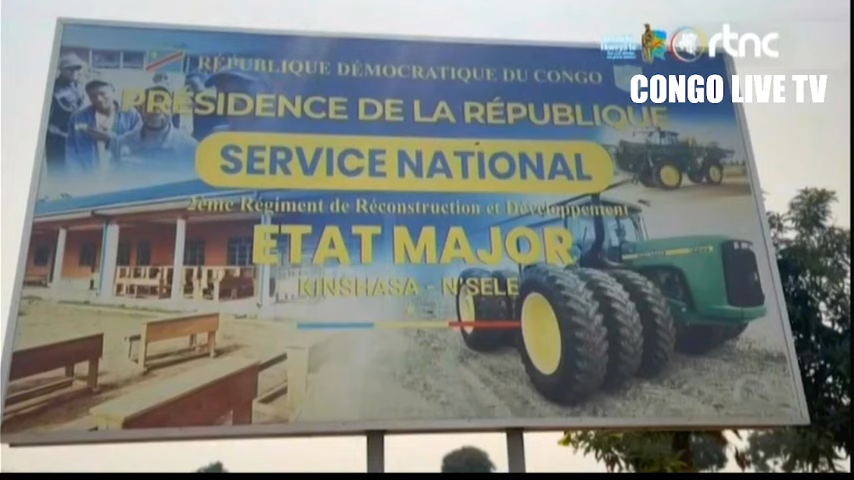 rtnc
CONGO LIVE TV
RÉPUBLIQUE DÉMOCRATIQUE DU CONGO
PRÉSIDENCE DE LA RÉPUBLIQUE
SERVICE NATIONAL
2ème Régiment de Réconstruction et Développement
ETAT MAJOR
KINSHASA - N'SELE